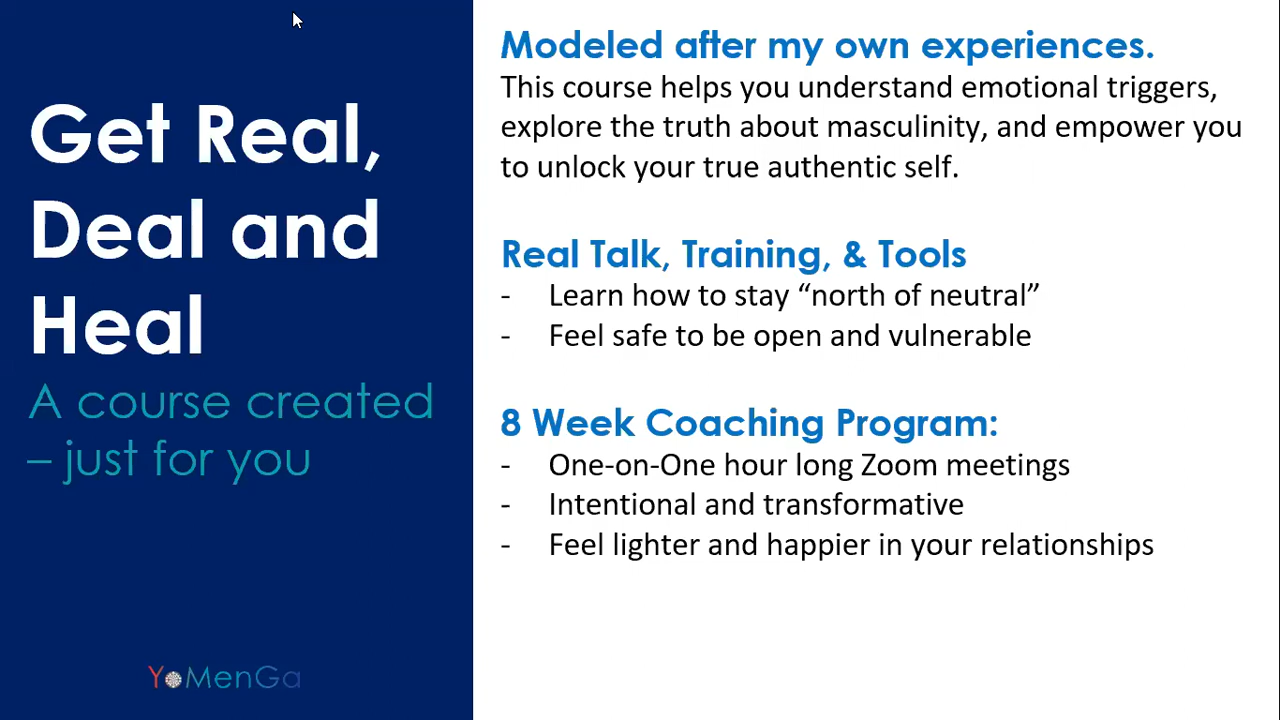 Get Real,
Deal and
Heal
A course created
– just for you
YoMenGa
Modeled after my own experiences.
This course helps you understand emotional triggers,
explore the truth about masculinity, and empower you
to unlock your true authentic self.
Real Talk, Training, & Tools
- Learn how to stay “north of neutral”
- Feel safe to be open and vulnerable
8 Week Coaching Program:
- One-on-One hour long Zoom meetings
- Intentional and transformative
- Feel lighter and happier in your relationships